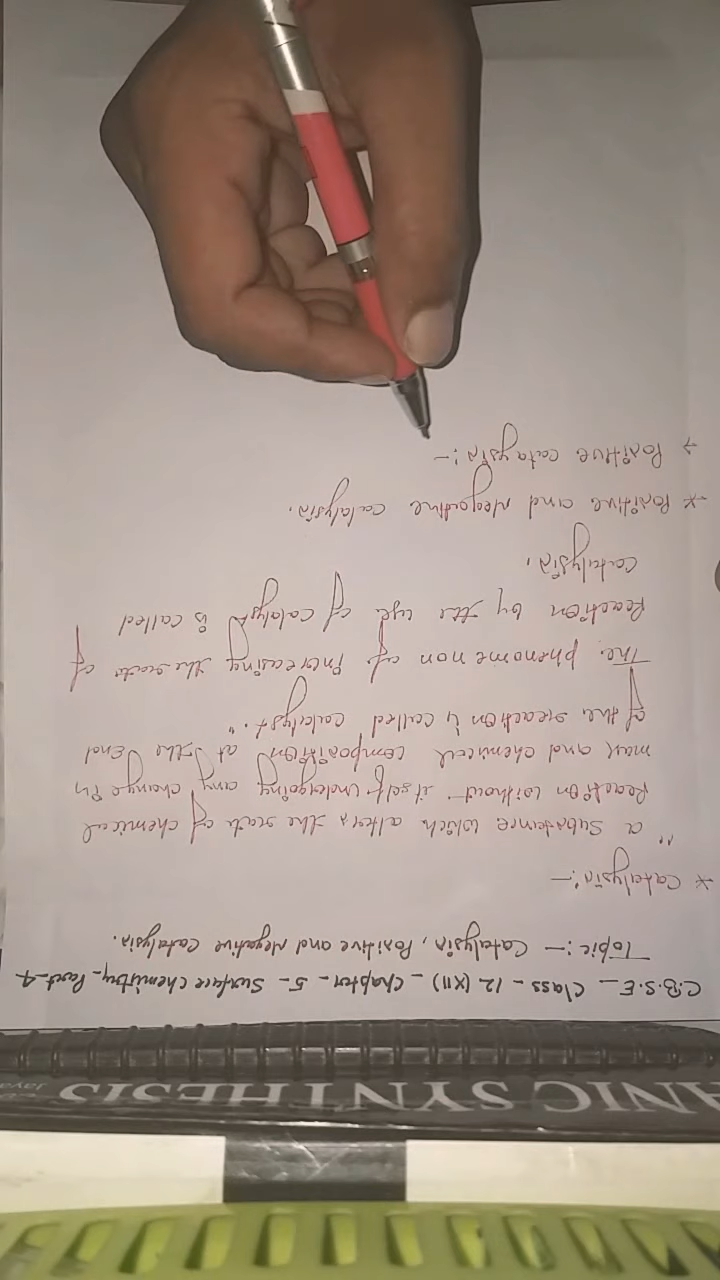 ANIC SYNTHESIS
C.B.S.E - Class - 12 (XII) - Chapter - 5 - Surface chemistry - Part-4
Topic :- Catalysis, Positive and Negative Catalysis.
* Catalysis :-
"a substance which alters the rate of chemical
Reaction without itself undergoing any change in
mass and chemical composition at the End
of the reaction is called catalyst."
The phenomenon of increasing the rate of
Reaction by the use of catalyst is called
catalysis.
* Positive and Negative catalysis.
→ Positive catalysis :-